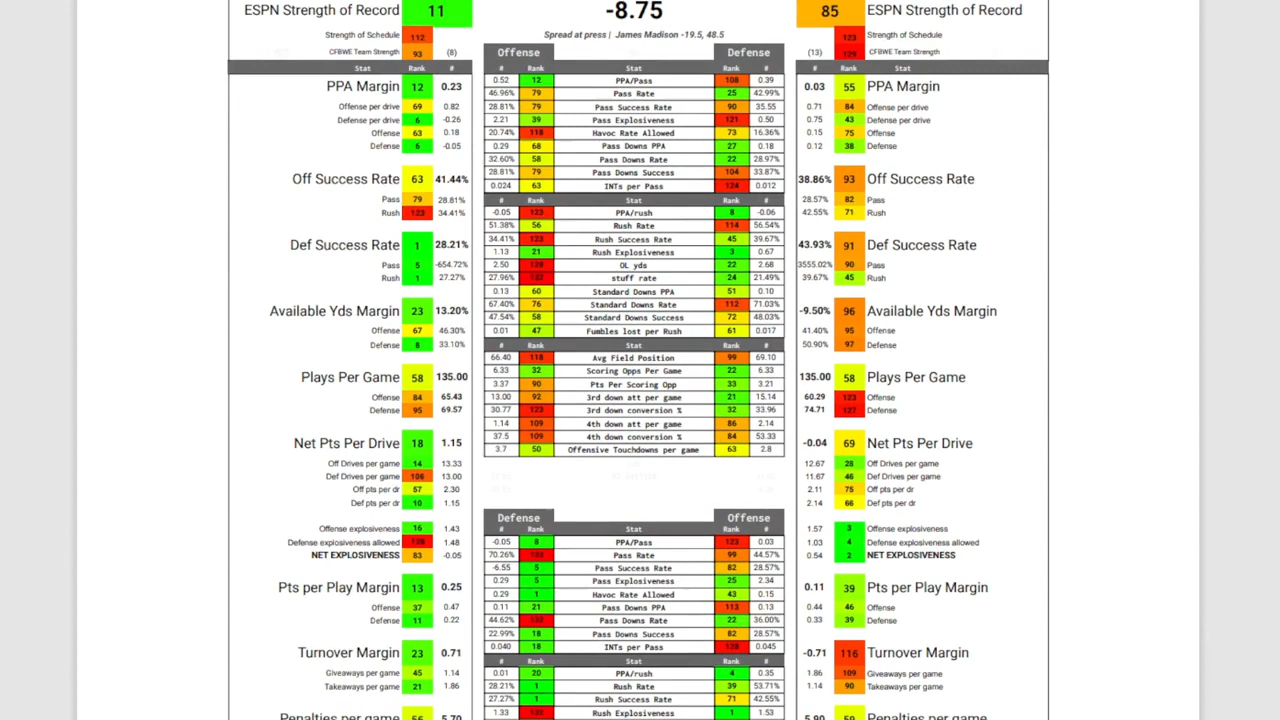 ESPN Strength of Record 11 -8.75 85 ESPN Strength of Record
Strength of Schedule 112 Spread at press | James Madison -19.5, 48.5 123 Strength of Schedule
CFBWE Team Strength 93 (8) Offense Defense (13) 129 CFBWE Team Strength
Stat Rank # # Rank Stat Rank # # Rank Stat
0.52 12 PPA/Pass 108 0.39
PPA Margin 12 0.23 46.96% 79 Pass Rate 25 42.99% 0.03 55 PPA Margin
Offense per drive 69 0.82 28.81% 79 Pass Success Rate 90 35.55 0.71 84 Offense per drive
Defense per drive 6 -0.26 2.21 39 Pass Explosiveness 121 0.50 0.75 43 Defense per drive
Offense 63 0.18 20.74% 118 Havoc Rate Allowed 73 16.36% 0.15 75 Offense
Defense 6 -0.05 0.29 68 Pass Downs PPA 27 0.18 0.12 38 Defense
32.60% 58 Pass Downs Rate 22 28.97%
Off Success Rate 63 41.44% 28.81% 79 Pass Downs Success 104 33.87% 38.86% 93 Off Success Rate
0.024 63 INTs per Pass 124 0.012
Pass 79 28.81% # Rank Stat Rank # 28.57% 82 Pass
Rush 123 34.41% -0.05 123 PPA/rush 8 -0.06 42.55% 71 Rush
51.38% 56 Rush Rate 114 56.54%
Def Success Rate 1 28.21% 34.41% 123 Rush Success Rate 45 39.67% 43.93% 91 Def Success Rate
1.13 21 Rush Explosiveness 3 0.67
Pass 5 -654.72% 2.50 OL yds 22 2.68 3555.02% 90 Pass
Rush 1 27.27% 27.96% stuff rate 24 21.49% 39.67% 45 Rush
0.13 60 Standard Downs PPA 51 0.10
Available Yds Margin 23 13.20% 67.40% 76 Standard Downs Rate 112 71.03% -9.50% 96 Available Yds Margin
47.54% 58 Standard Downs Success 72 48.03%
Offense 67 46.30% 0.01 47 Fumbles lost per Rush 61 0.017 41.40% 95 Offense
Defense 8 33.10% # Rank Stat Rank # 50.90% 97 Defense
66.40 118 Avg Field Position 99 69.10
Plays Per Game 58 135.00 6.33 32 Scoring Opps Per Game 22 6.33 135.00 58 Plays Per Game
3.37 90 Pts Per Scoring Opp 33 3.21
Offense 84 65.43 13.00 92 3rd down att per game 21 15.14 60.29 123 Offense
Defense 95 69.57 30.77 123 3rd down conversion % 32 33.96 74.71 127 Defense
1.14 109 4th down att per game 86 2.14
Net Pts Per Drive 18 1.15 37.5 109 4th down conversion % 84 53.33 -0.04 69 Net Pts Per Drive
3.7 50 Offensive Touchdowns per game 63 2.8
Off Drives per game 14 13.33 12.67 28 Off Drives per game
Def Drives per game 106 13.00 11.67 46 Def Drives per game
Off pts per dr 57 2.30 2.11 75 Off pts per dr
Def pts per dr 10 1.15 2.14 66 Def pts per dr
Defense Offense
Offense explosiveness 16 1.43 # Rank Stat Rank # 1.57 3 Offense explosiveness
Defense explosiveness allowed 1.48 -0.05 8 PPA/Pass 123 0.03 1.03 4 Defense explosiveness allowed
NET EXPLOSIVENESS 83 -0.05 70.26% Pass Rate 99 44.57% 0.54 2 NET EXPLOSIVENESS
-6.55 5 Pass Success Rate 82 28.57%
Pts per Play Margin 13 0.25 0.29 5 Pass Explosiveness 25 2.34 0.11 39 Pts per Play Margin
0.29 1 Havoc Rate Allowed 43 0.15
Offense 37 0.47 0.11 21 Pass Downs PPA 113 0.13 0.44 46 Offense
Defense 11 0.22 44.62% Pass Downs Rate 22 36.00% 0.33 39 Defense
22.99% 18 Pass Downs Success 82 28.57%
Turnover Margin 23 0.71 0.040 18 INTs per Pass 0.045 -0.71 116 Turnover Margin
# Rank Stat Rank #
Giveaways per game 45 1.14 0.01 20 PPA/rush 4 0.35 1.86 109 Giveaways per game
Takeaways per game 21 1.86 28.21% 1 Rush Rate 39 53.71% 1.14 90 Takeaways per game
27.27% 1 Rush Success Rate 71 42.55%
Penalties per game 56 5.70 1.33 Rush Explosiveness 1 1.53 5.90 59 Penalties per game